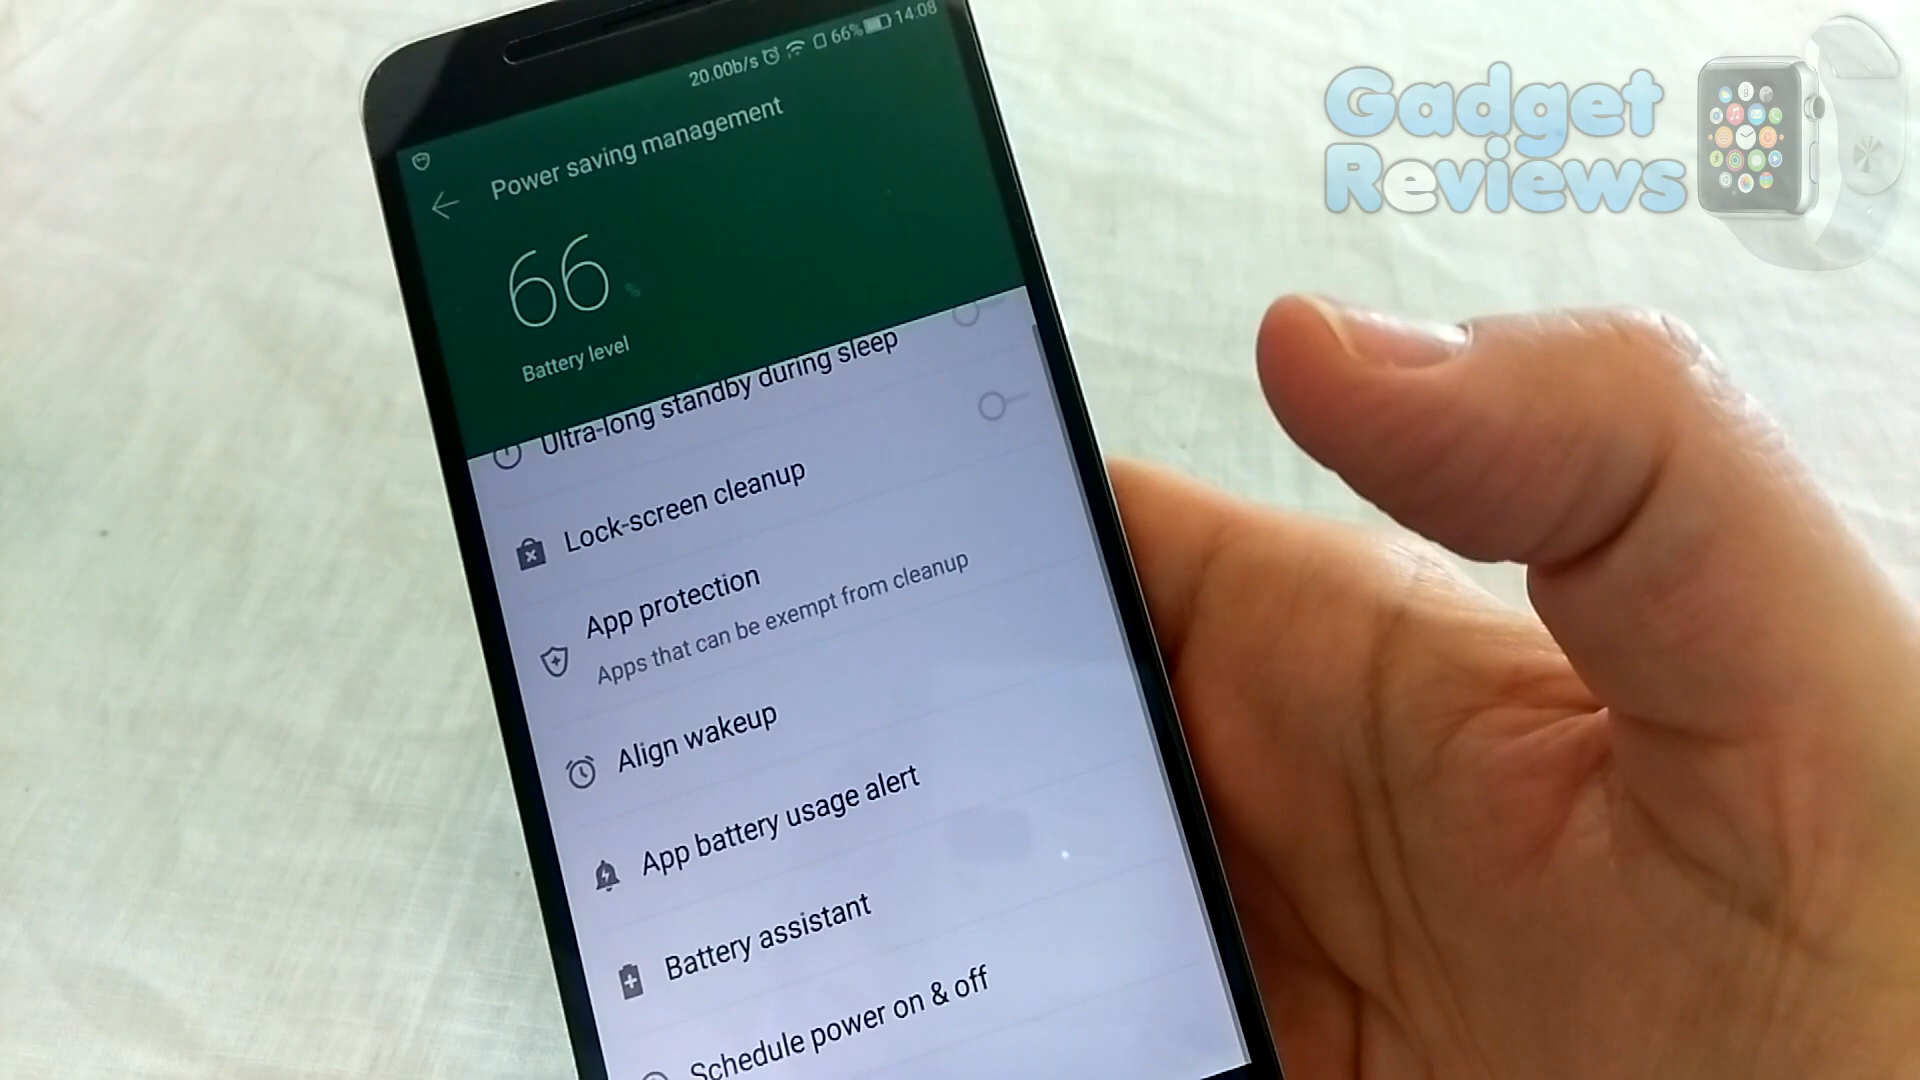 20.00b/s 66% 14:08
Power saving management
66 %
Battery level
Ultra-long standby during sleep
Lock-screen cleanup
App protection
Apps that can be exempt from cleanup
Align wakeup
App battery usage alert
Battery assistant
Schedule power on & off
Gadget
Reviews